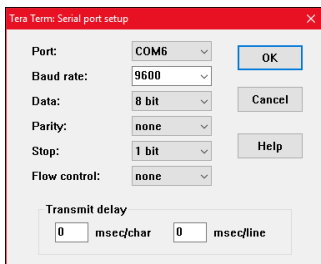 Tera Term: Serial port setup
Port: COM6 OK
Baud rate: 9600
Data: 8 bit Cancel
Parity: none
Stop: 1 bit Help
Flow control: none
Transmit delay
0 msec/char 0 msec/line